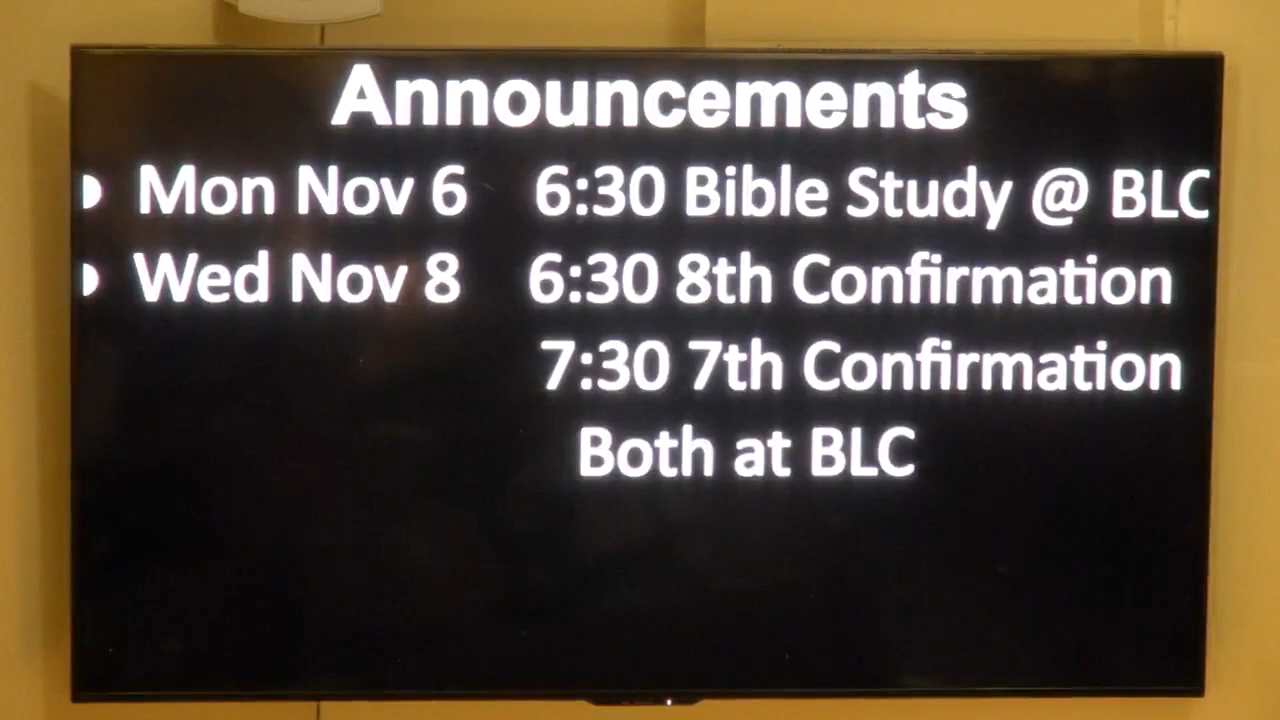 Announcements
• Mon Nov 6 6:30 Bible Study @ BLC
• Wed Nov 8 6:30 8th Confirmation
7:30 7th Confirmation
Both at BLC